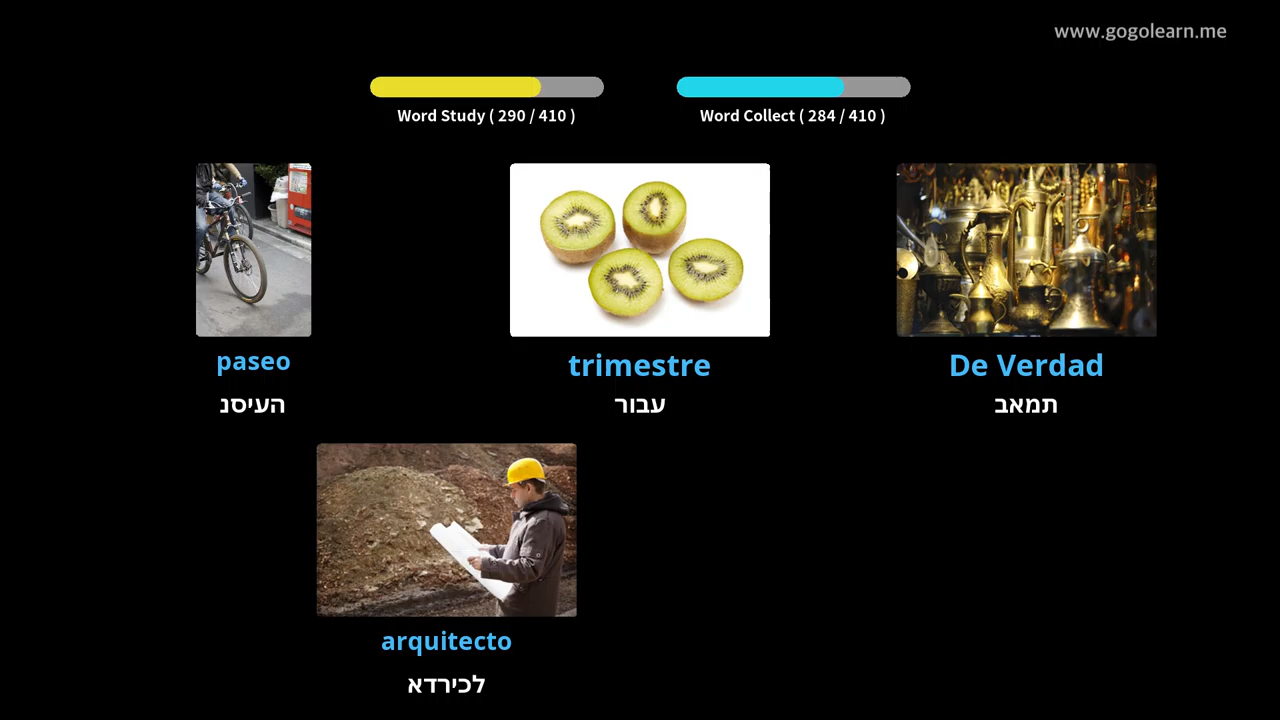 www.gogolearn.me
Word Study ( 290 / 410 )
Word Collect ( 284 / 410 )
paseo
העיסנ
trimestre
עבור
De Verdad
תמאב
arquitecto
לכירדא